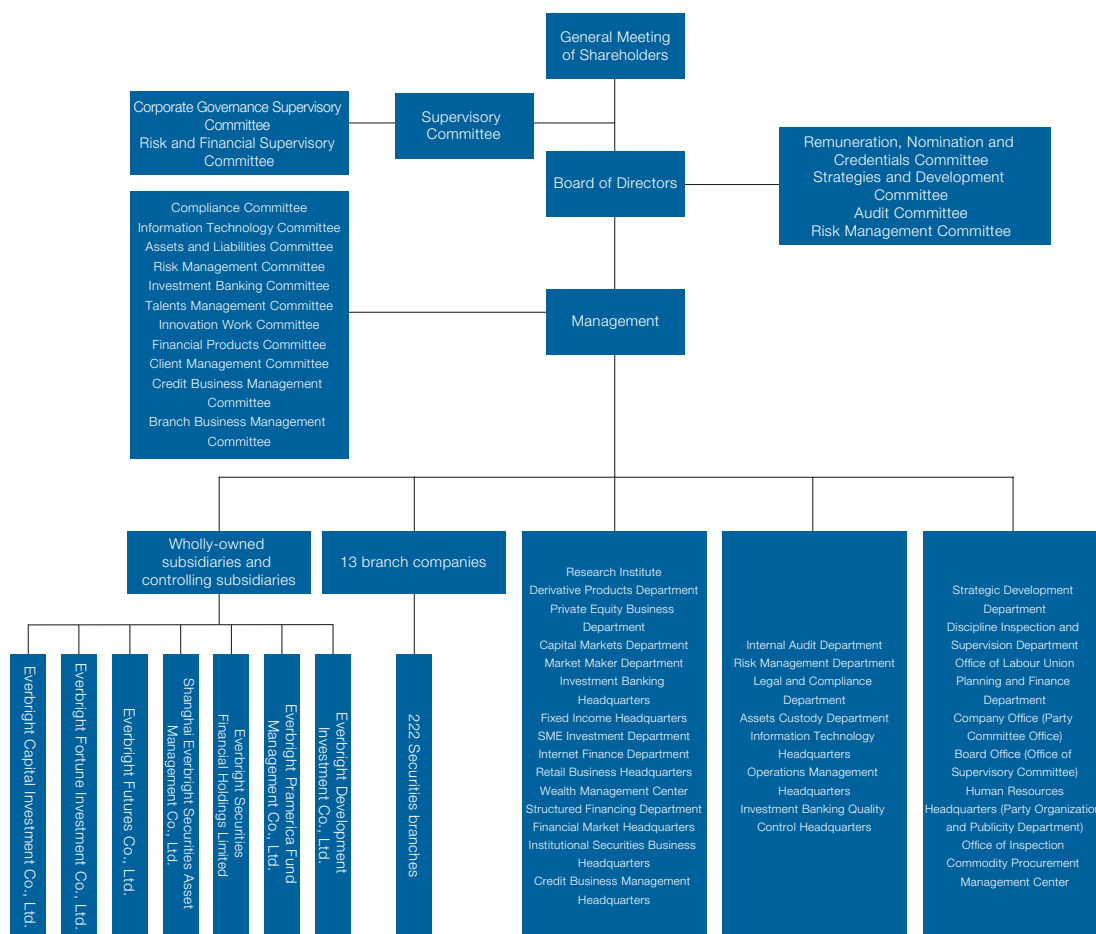 General Meeting
of Shareholders
Corporate Governance Supervisory
Committee
Risk and Financial Supervisory
Committee
Supervisory
Committee
Remuneration, Nomination and
Credentials Committee
Strategies and Development
Committee
Audit Committee
Risk Management Committee
Board of Directors
Compliance Committee
Information Technology Committee
Assets and Liabilities Committee
Risk Management Committee
Investment Banking Committee
Talents Management Committee
Innovation Work Committee
Financial Products Committee
Client Management Committee
Credit Business Management
Committee
Branch Business Management
Committee
Management
Wholly-owned
subsidiaries and
controlling subsidiaries
13 branch companies
Everbright Capital Investment Co., Ltd.
Everbright Fortune Investment Co., Ltd.
Everbright Futures Co., Ltd.
Shanghai Everbright Securities Asset
Management Co., Ltd.
Everbright Securities
Financial Holdings Limited
Everbright Pramerica Fund
Management Co., Ltd.
Everbright Development
Investment Co., Ltd.
222 Securities branches
Research Institute
Derivative Products Department
Private Equity Business
Department
Capital Markets Department
Market Maker Department
Investment Banking
Headquarters
Fixed Income Headquarters
SME Investment Department
Internet Finance Department
Retail Business Headquarters
Wealth Management Center
Structured Financing Department
Financial Market Headquarters
Institutional Securities Business
Headquarters
Credit Business Management
Headquarters
Internal Audit Department
Risk Management Department
Legal and Compliance
Department
Assets Custody Department
Information Technology
Headquarters
Operations Management
Headquarters
Investment Banking Quality
Control Headquarters
Strategic Development
Department
Discipline Inspection and
Supervision Department
Office of Labour Union
Planning and Finance
Department
Company Office (Party
Committee Office)
Board Office (Office of
Supervisory Committee)
Human Resources
Headquarters (Party Organization
and Publicity Department)
Office of Inspection
Commodity Procurement
Management Center